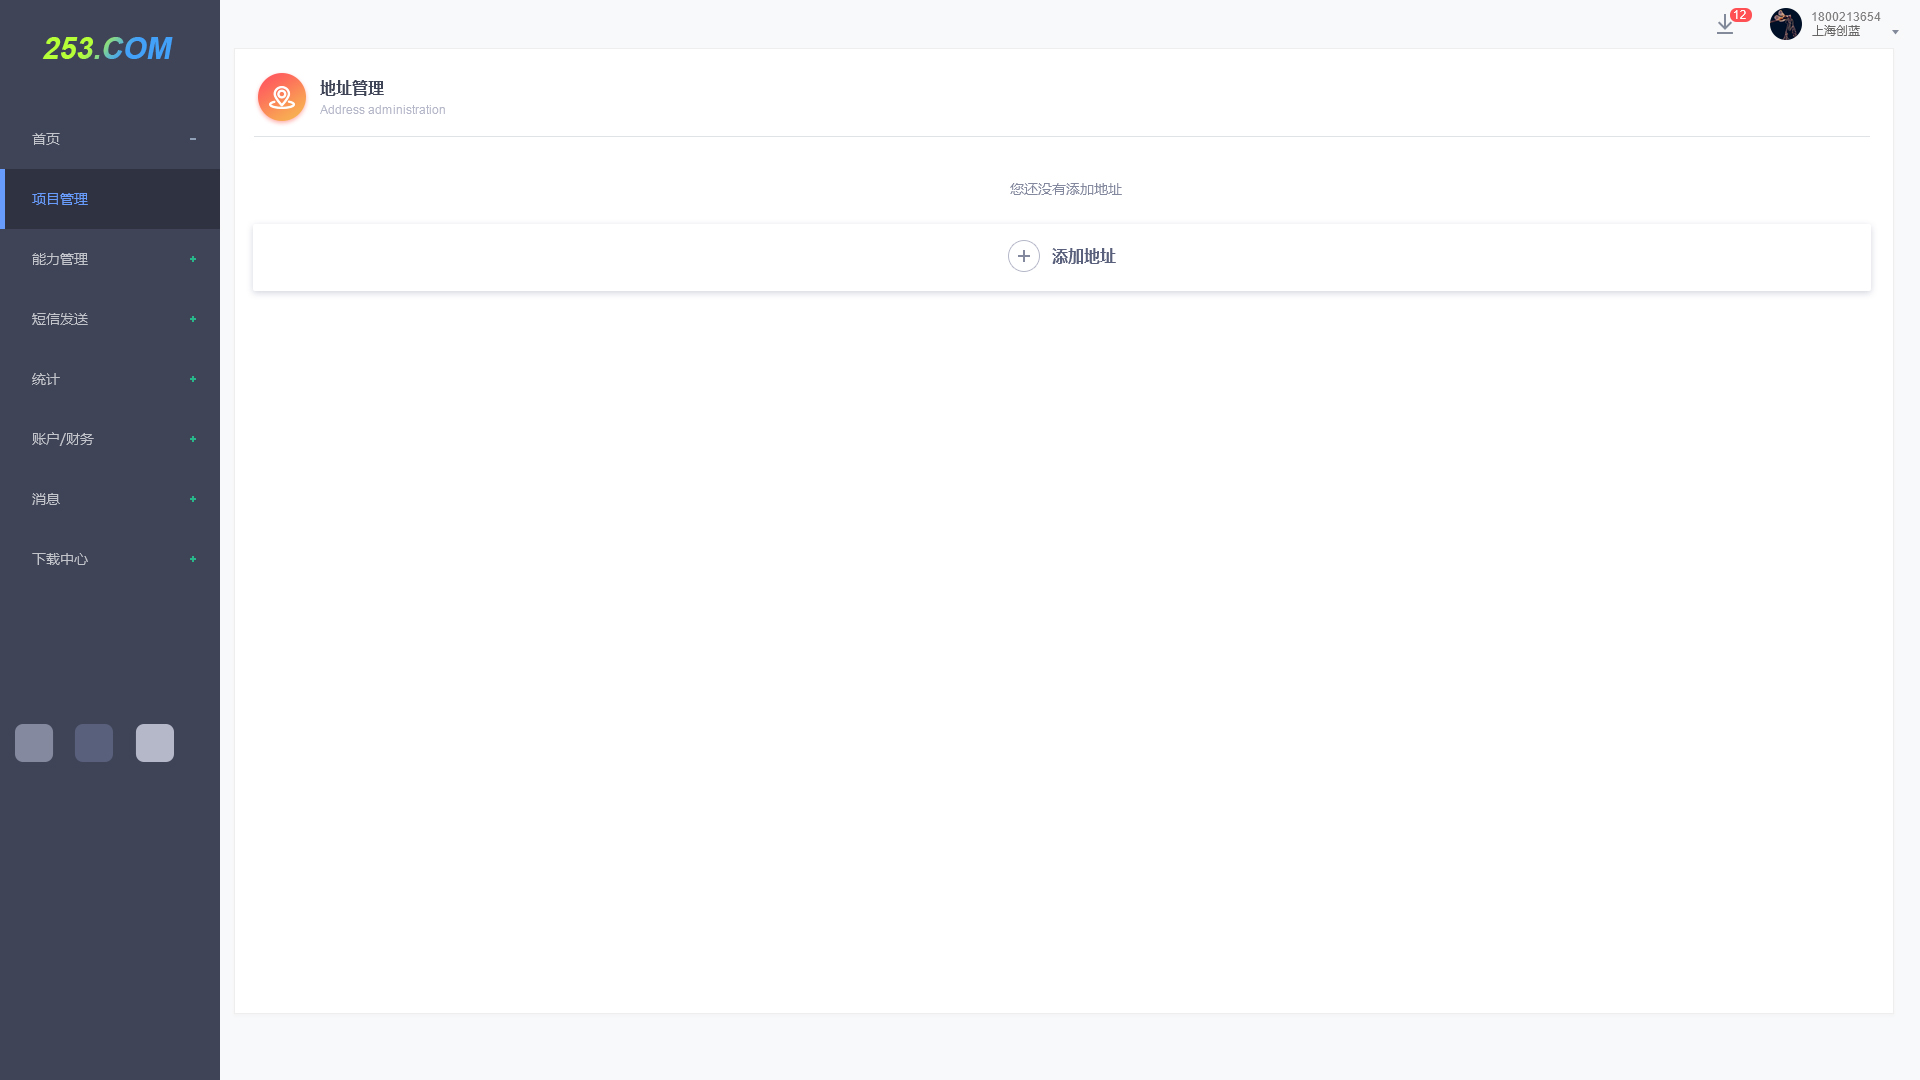 253.COM
首页
项目管理
能力管理
短信发送
统计
账户/财务
消息
下载中心
12
1800213654
上海创蓝
地址管理
Address administration
您还没有添加地址
添加地址